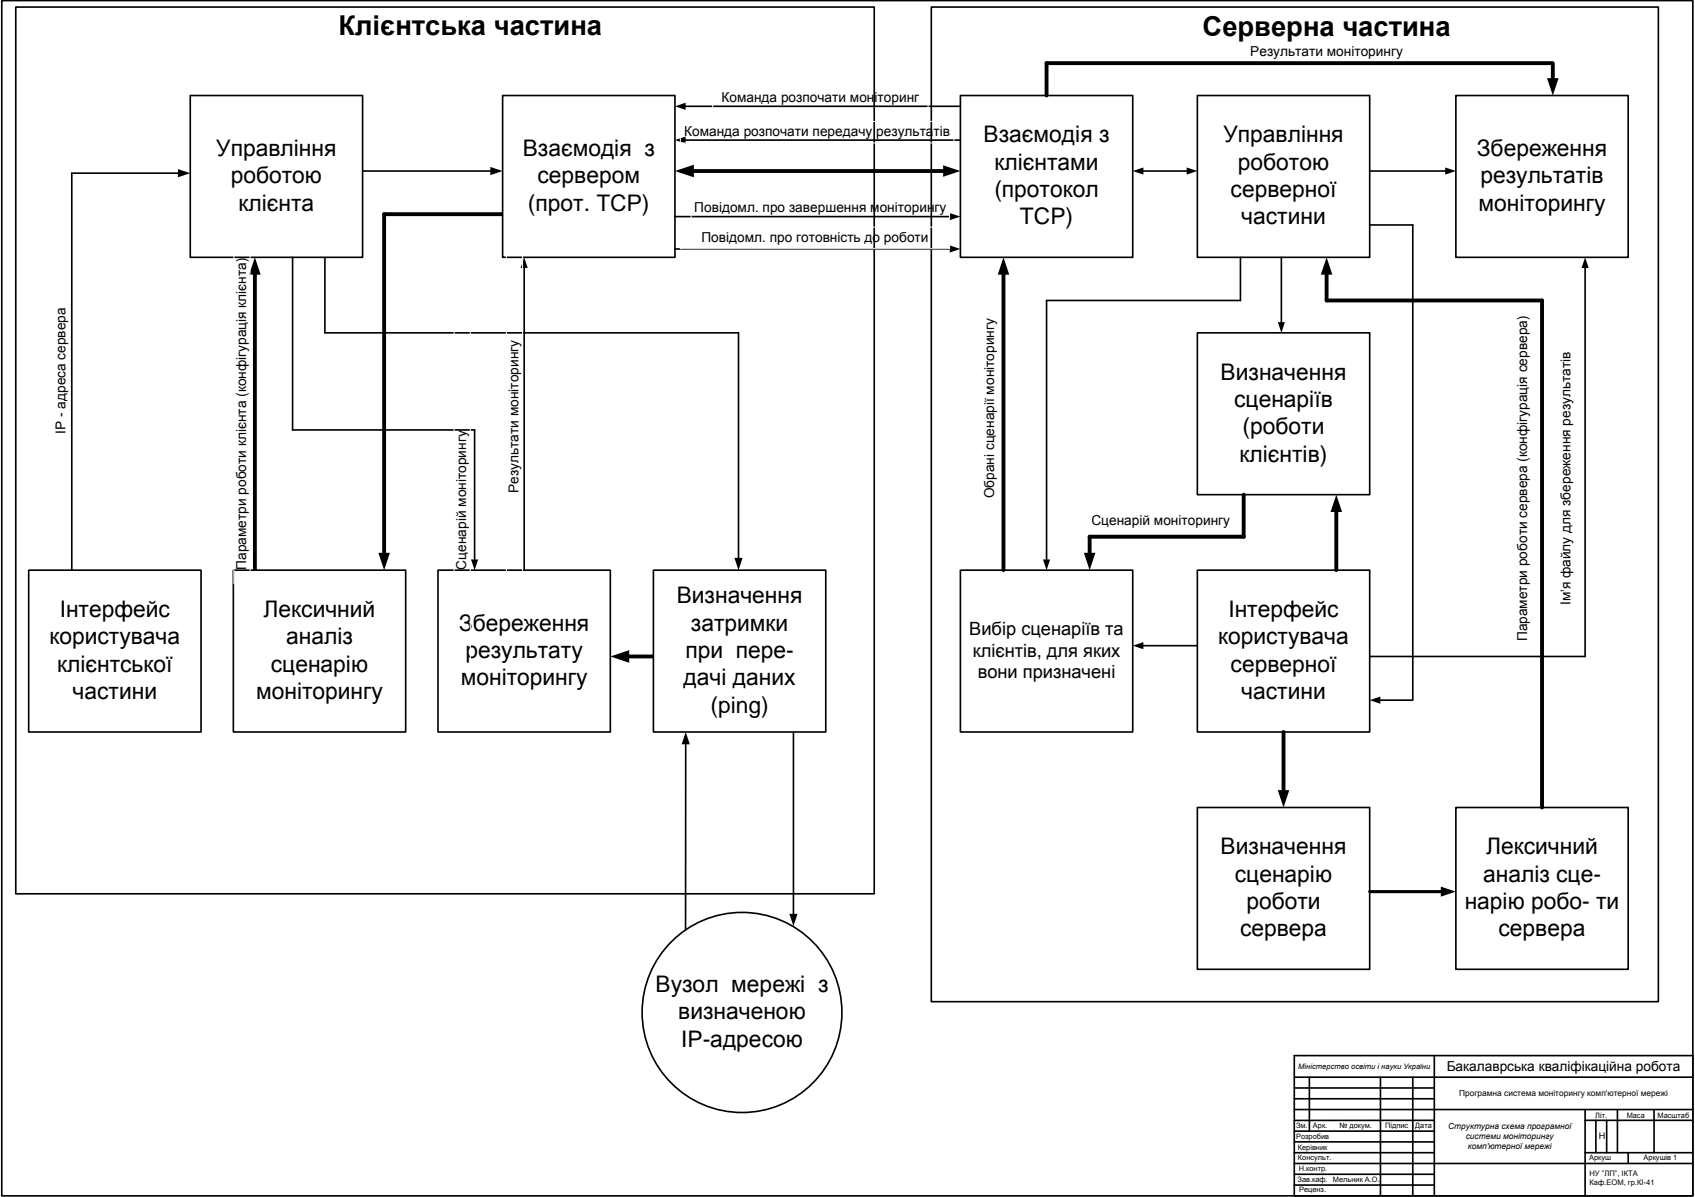 Клієнтська частина
Серверна частина
Результати моніторингу
Команда розпочати моніторинг
Команда розпочати передачу результатів
Повідомл. про завершення моніторингу
Повідомл. про готовність до роботи
Управління
роботою
клієнта
Взаємодія з
сервером
(прот. TCP)
Взаємодія з
клієнтами
(протокол
TCP)
Управління
роботою
серверної
частини
Збереження
результатів
моніторингу
IP - адреса сервера
Параметри роботи клієнта (конфігурація клієнта)
Сценарій моніторингу
Результати моніторингу
Обрані сценарії моніторингу
Визначення
сценаріїв
(роботи
клієнтів)
Параметри роботи сервера (конфігурація сервера)
Ім'я файлу для збереження результатів
Сценарій моніторингу
Інтерфейс
користувача
клієнтської
частини
Лексичний
аналіз
сценарію
моніторингу
Збереження
результату
моніторингу
Визначення
затримки
при пере-
дачі даних
(ping)
Вибір сценаріїв та
клієнтів, для яких
вони призначені
Інтерфейс
користувача
серверної
частини
Визначення
сценарію
роботи
сервера
Лексичний
аналіз сце-
нарію робо- ти
сервера
Вузол мережі з
визначеною
IP-адресою
Міністерство освіти і науки України
Бакалаврська кваліфікаційна робота
Програмна система моніторингу комп'ютерної мережі
Зм. Арк. № докум. Підпис Дата
Розробив
Керівник
Консульт.
Н.контр.
Зав.каф. Мельник А.О.
Реценз.
Структурна схема програмної
системи моніторингу
комп'ютерної мережі
Літ. Маса Масштаб
Н
Аркуш Аркушів 1
НУ "ЛП", ІКТА
Каф.ЕОМ, гр.КІ-41